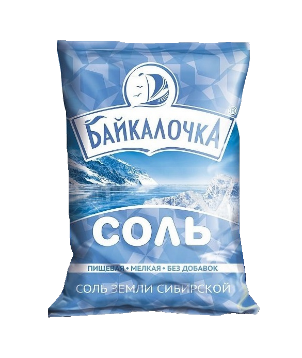 БАЙКАЛОЧКА
®
СОЛЬ
ПИЩЕВАЯ • МЕЛКАЯ • БЕЗ ДОБАВОК
СОЛЬ ЗЕМЛИ СИБИРСКОЙ